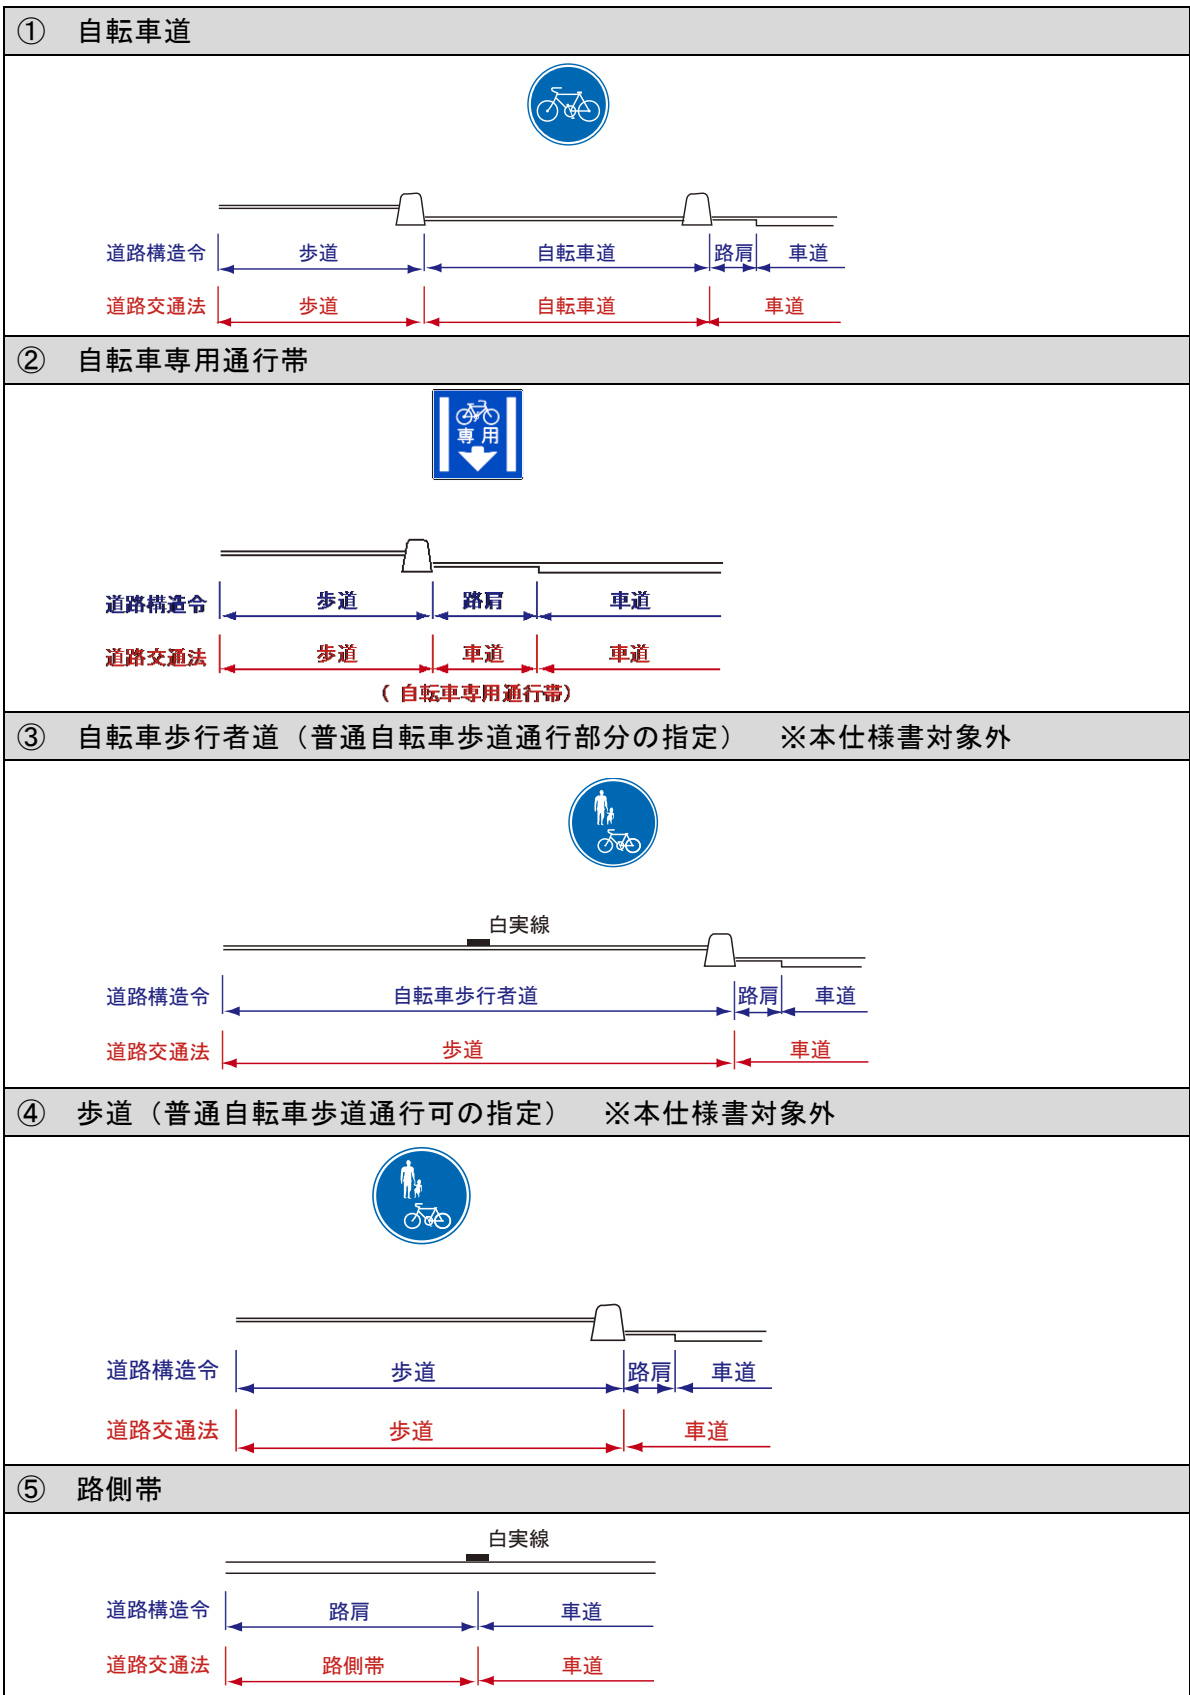 ① 自転車道
道路構造令 歩道 自転車道 路肩 車道
道路交通法 歩道 自転車道 車道
② 自転車専用通行帯
専用
道路構造令 歩道 路肩 車道
道路交通法 歩道 車道 車道
（自転車専用通行帯）
③ 自転車歩行者道（普通自転車歩道通行部分の指定） ※本仕様書対象外
白実線
道路構造令 自転車歩行者道 路肩 車道
道路交通法 歩道 車道
④ 歩道（普通自転車歩道通行可の指定） ※本仕様書対象外
道路構造令 歩道 路肩 車道
道路交通法 歩道 車道
⑤ 路側帯
白実線
道路構造令 路肩 車道
道路交通法 路側帯 車道